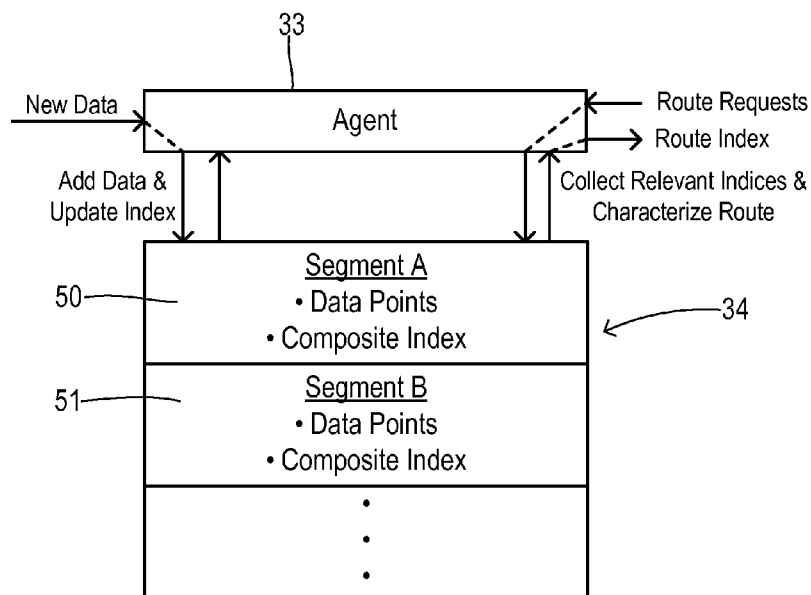 33
New Data
Agent
Route Requests
Route Index
Add Data &
Update Index
Collect Relevant Indices &
Characterize Route
Segment A
• Data Points
• Composite Index
50
34
Segment B
• Data Points
• Composite Index
51